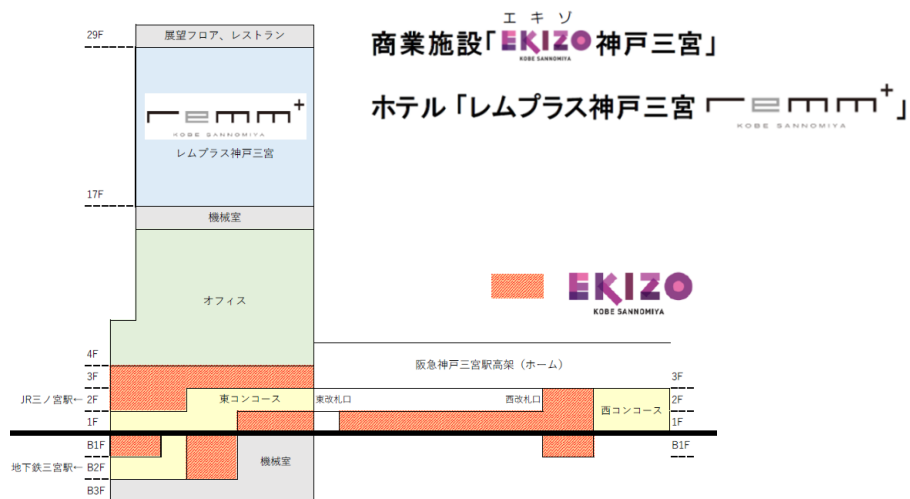 エキゾ
商業施設「EKIZO神戸三宮」
KOBE SANNOMIYA
ホテル「レムプラス神戸三宮 remm+」
KOBE SANNOMIYA
29F
展望フロア、レストラン
remm+
KOBE SANNOMIYA
レムプラス神戸三宮
17F
機械室
オフィス
EKIZO
KOBE SANNOMIYA
4F
阪急神戸三宮駅高架（ホーム）
3F
3F
JR三ノ宮駅← 2F
東コンコース
東改札口
西改札口
西コンコース
2F
1F
1F
B1F
B1F
地下鉄三宮駅← B2F
機械室
B3F